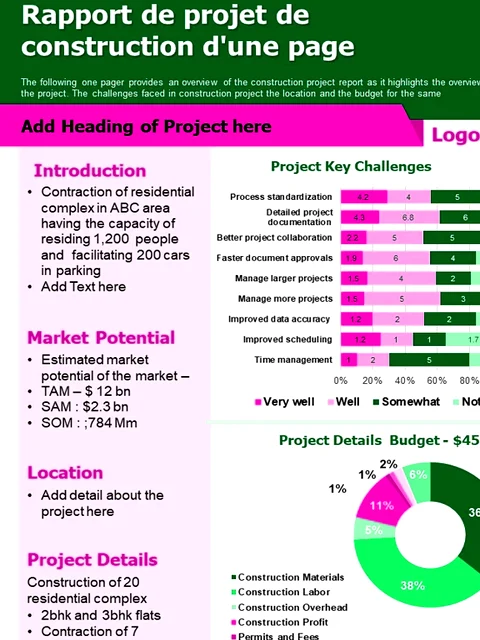 Rapport de projet de
construction d'une page
The following one pager provides an overview of the construction project report as it highlights the overview
the project. The challenges faced in construction project the location and the budget for the same
Add Heading of Project here
Logo
Introduction
• Contraction of residential
complex in ABC area
having the capacity of
residing 1,200 people
and facilitating 200 cars
in parking
• Add Text here
Market Potential
• Estimated market
potential of the market –
• TAM – $ 12 bn
• SAM : $2.3 bn
• SOM : ;784 Mm
Location
• Add detail about the
project here
Project Details
Construction of 20
residential complex
• 2bhk and 3bhk flats
• Contraction of 7
Project Key Challenges
Process standardization 4.2 4 5
Detailed project
documentation 4.3 6.8 6
Better project collaboration 2.2 5 5
Faster document approvals 1.9 6 4
Manage larger projects 1.5 4 2
Manage more projects 1.5 5 3
Improved data accuracy 1.2 2 2
Improved scheduling 1.2 1 1 1.7
Time management 1 2 5
0% 20% 40% 60% 80%
Very well Well Somewhat Not
Project Details Budget - $45
36
38%
5%
11%
1%
1%
2%
6%
Construction Materials
Construction Labor
Construction Overhead
Construction Profit
Permits and Fees